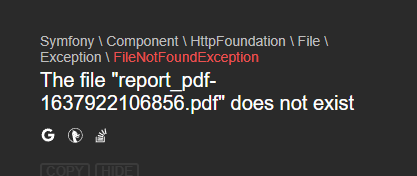 Symfony \ Component \ HttpFoundation \ File \
Exception \ FileNotFoundException
The file "report_pdf-
1637922106856.pdf" does not exist
COPY HIDE